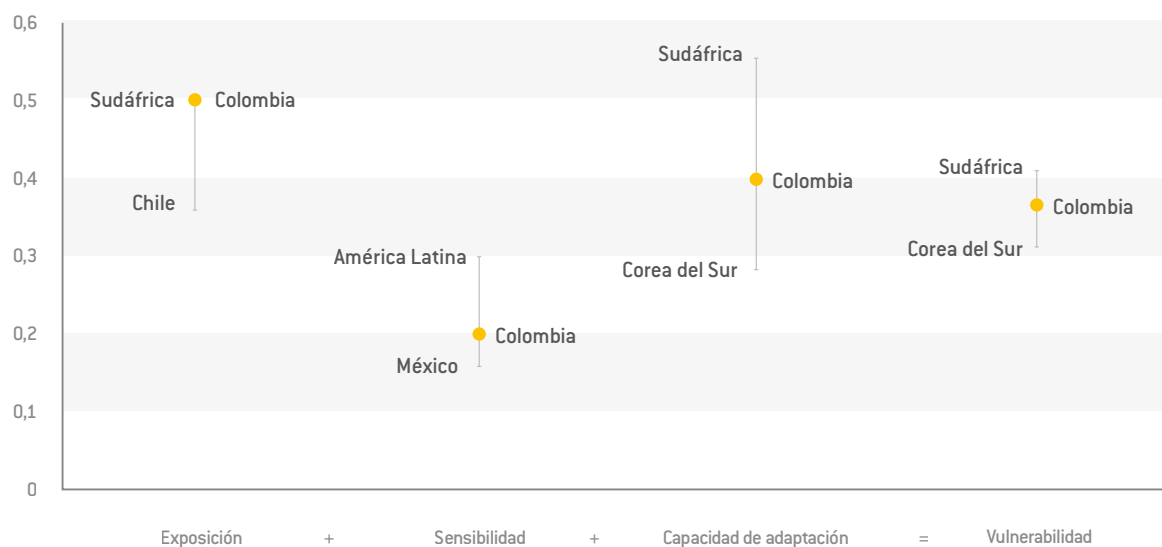 0,6
Sudáfrica
0,5
Sudáfrica Colombia
0,4
Sudáfrica
Colombia
Chile
Colombia
0,3
América Latina
Corea del Sur
Corea del Sur
0,2
Colombia
México
0,1
0
Exposición + Sensibilidad + Capacidad de adaptación = Vulnerabilidad